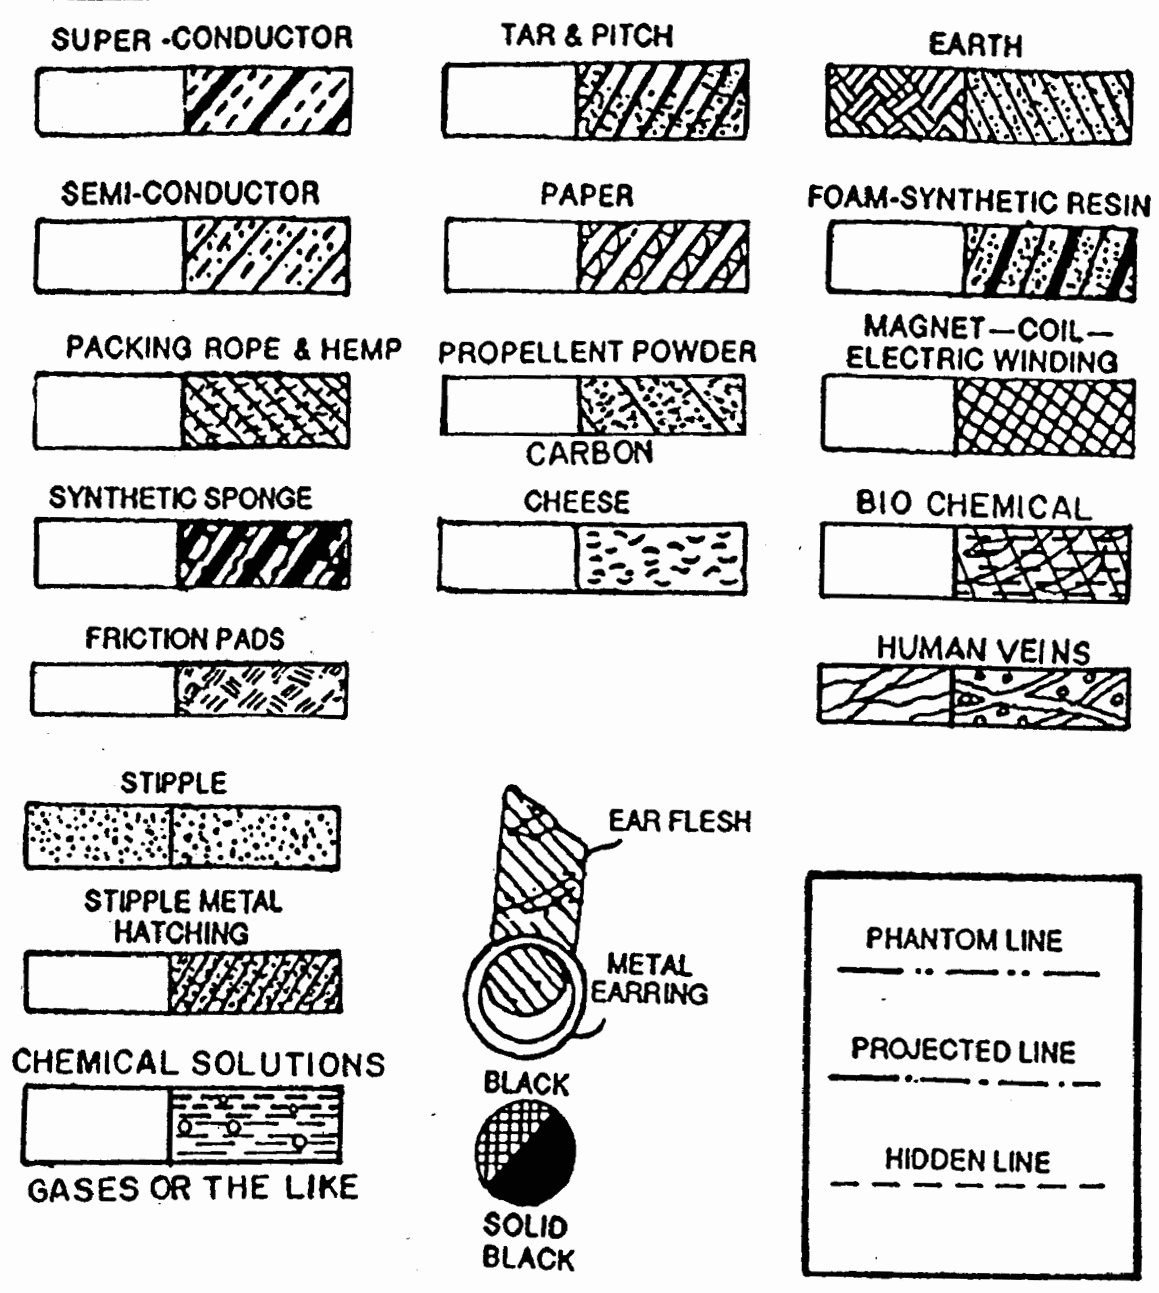 SUPER-CONDUCTOR
SEMI-CONDUCTOR
PACKING ROPE & HEMP
SYNTHETIC SPONGE
FRICTION PADS
STIPPLE
STIPPLE METAL
HATCHING
CHEMICAL SOLUTIONS
GASES OR THE LIKE
TAR & PITCH
PAPER
PROPELLENT POWDER
CARBON
CHEESE
EAR FLESH
METAL
EARRING
BLACK
SOLID
BLACK
EARTH
FOAM-SYNTHETIC RESIN
MAGNET-COIL-
ELECTRIC WINDING
BIO CHEMICAL
HUMAN VEINS
PHANTOM LINE
PROJECTED LINE
HIDDEN LINE